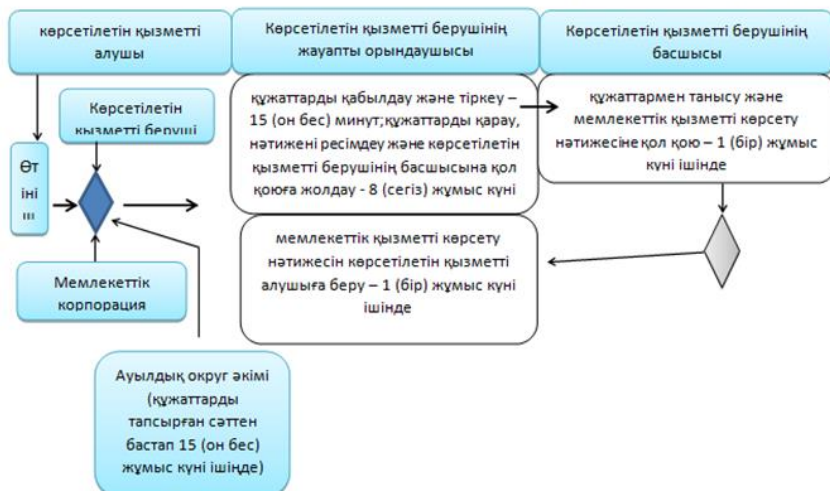 көрсетілетін қызметті
алушы
Көрсетілетін қызметті берушінің
жауапты орындаушысы
Көрсетілетін қызметті берушінің
басшысы
Көрсетілетін
қызметті беруші
Өт
ініш
Мемлекеттік
корпорация
құжаттарды қабылдау және тіркеу –
15 (он бес) минут;құжаттарды қарау,
нәтижені ресімдеу және көрсетілетін
қызметті берушінің басшысына қол
қоюға жолдау - 8 (сегіз) жұмыс күні
құжаттармен танысу және
мемлекеттік қызметті көрсету
нәтижесіне қол қою – 1 (бір) жұмыс
күні ішінде
мемлекеттік қызметті көрсету
нәтижесін көрсетілетін қызметті
алушыға беру – 1 (бір) жұмыс күні
ішінде
Ауылдық округ әкімі
(құжаттарды
тапсырған сәттен
бастап 15 (он бес)
жұмыс күні ішінде)